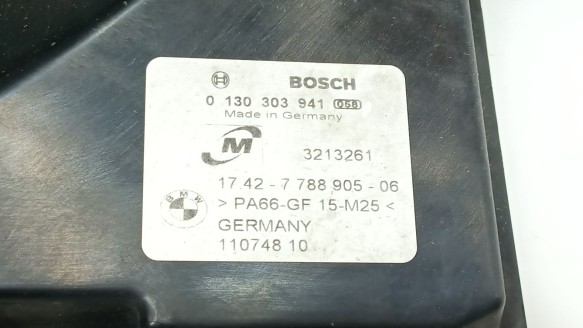 BOSCH
0 130 303 941 058
Made in Germany
M
3213261
17.42 - 7 788 905 - 06
BMW
> PA66-GF 15-M25 <
GERMANY
110748 10